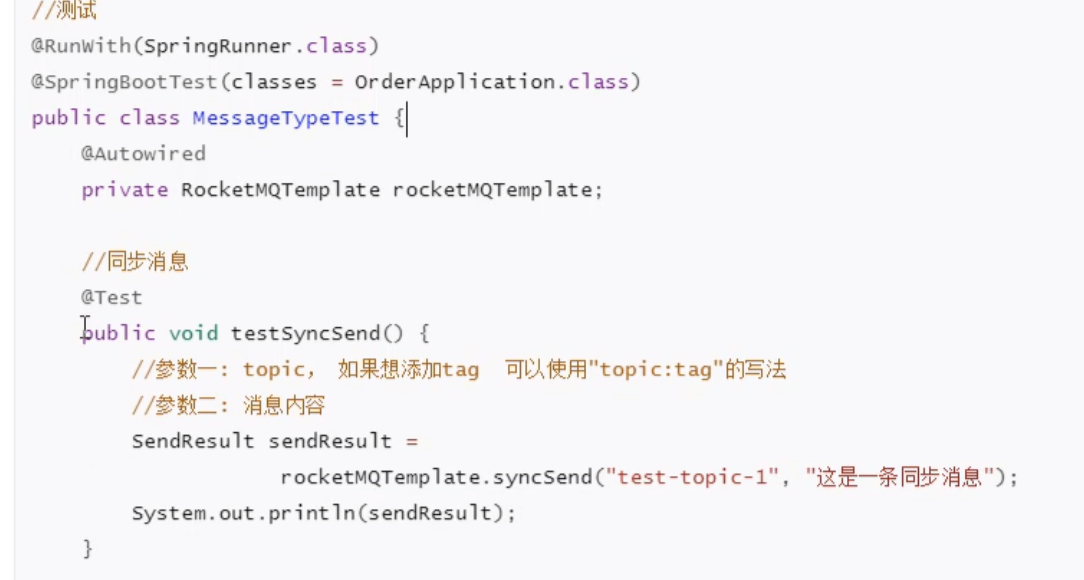 //测试
@RunWith(SpringRunner.class)
@SpringBootTest(classes = OrderApplication.class)
public class MessageTypeTest {
    @Autowired
    private RocketMQTemplate rocketMQTemplate;

    //同步消息
    @Test
    public void testSyncSend() {
        //参数一: topic， 如果想添加tag  可以使用"topic:tag"的写法
        //参数二: 消息内容
        SendResult sendResult =
                    rocketMQTemplate.syncSend("test-topic-1", "这是一条同步消息");
        System.out.println(sendResult);
    }